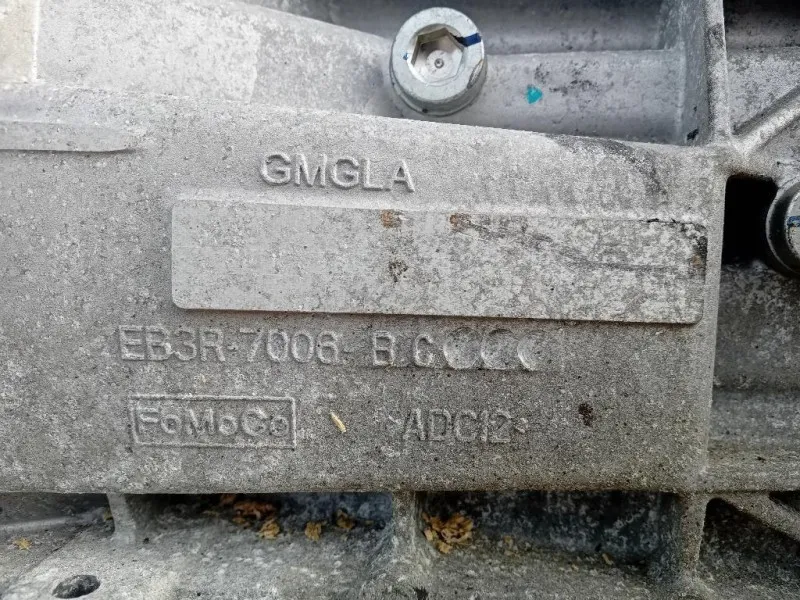 GMGLA
EB3R-7006-BC
FoMoCo
>ADC12<